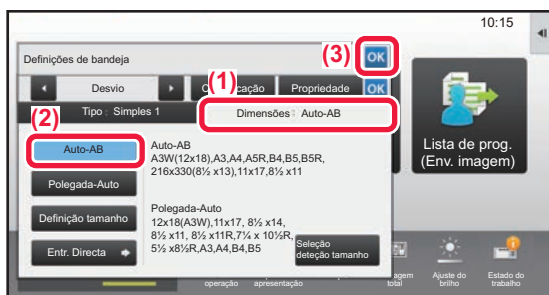 10:15
(3)
Definições de bandeja
OK
(1)
Desvio
Propriedade
OK
(2)
Tipo : Simples 1
Dimensões : Auto-AB
Auto-AB
Auto-AB
A3W(12x18),A3,A4,A5R,B4,B5,B5R,
216x330(8½ x13),11x17,8½ x11
Polegada-Auto
Definição tamanho
Polegada-Auto
12x18(A3W),11x17, 8½ x14,
8½ x11, 8½ x11R,7¼ x 10½R,
5½ x8½R,A3,A4,B4,B5
Entr. Directa
Seleção
deteção tamanho
Lista de prog.
(Env. imagem)
operação
apresentação
total
Ajuste do
brilho
Estado do
trabalho